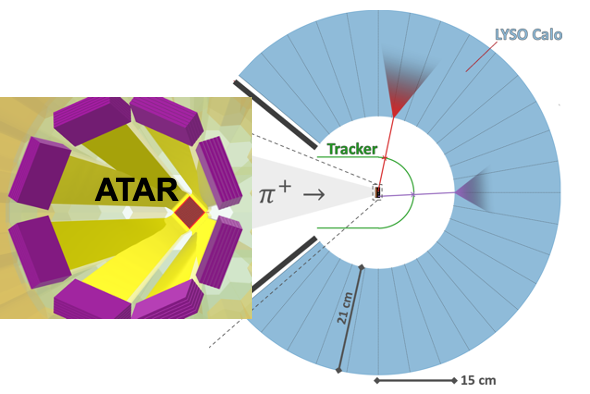 LYSO Calo
Tracker
ATAR
π⁺ →
21 cm
15 cm